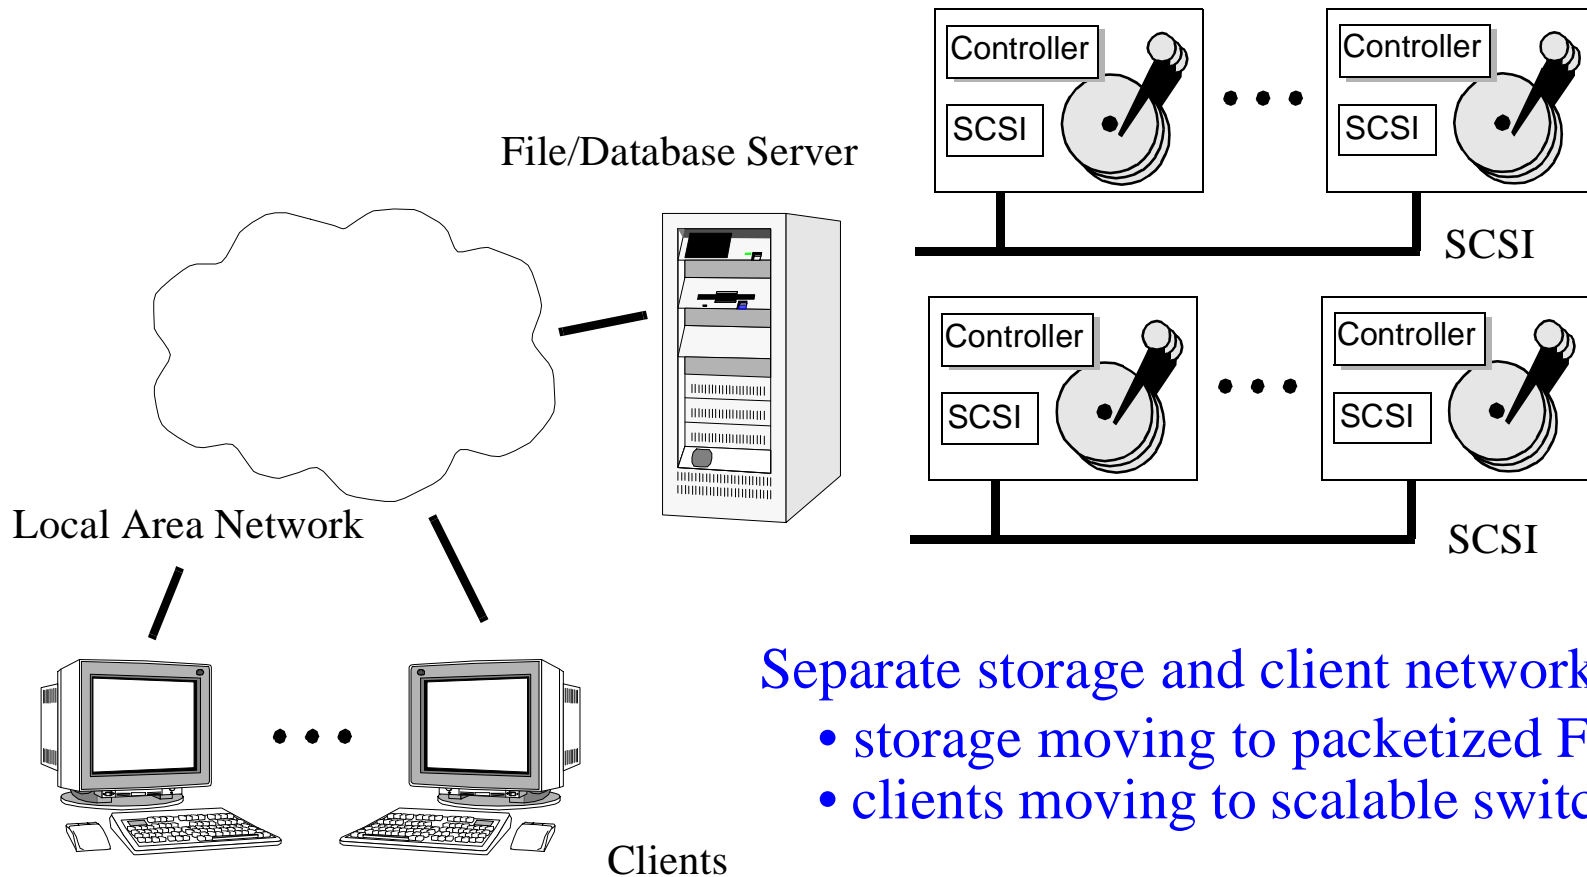 Controller
Controller
SCSI
SCSI
File/Database Server
SCSI
Controller
Controller
SCSI
SCSI
Local Area Network
SCSI
Separate storage and client network
• storage moving to packetized F
• clients moving to scalable switc
Clients